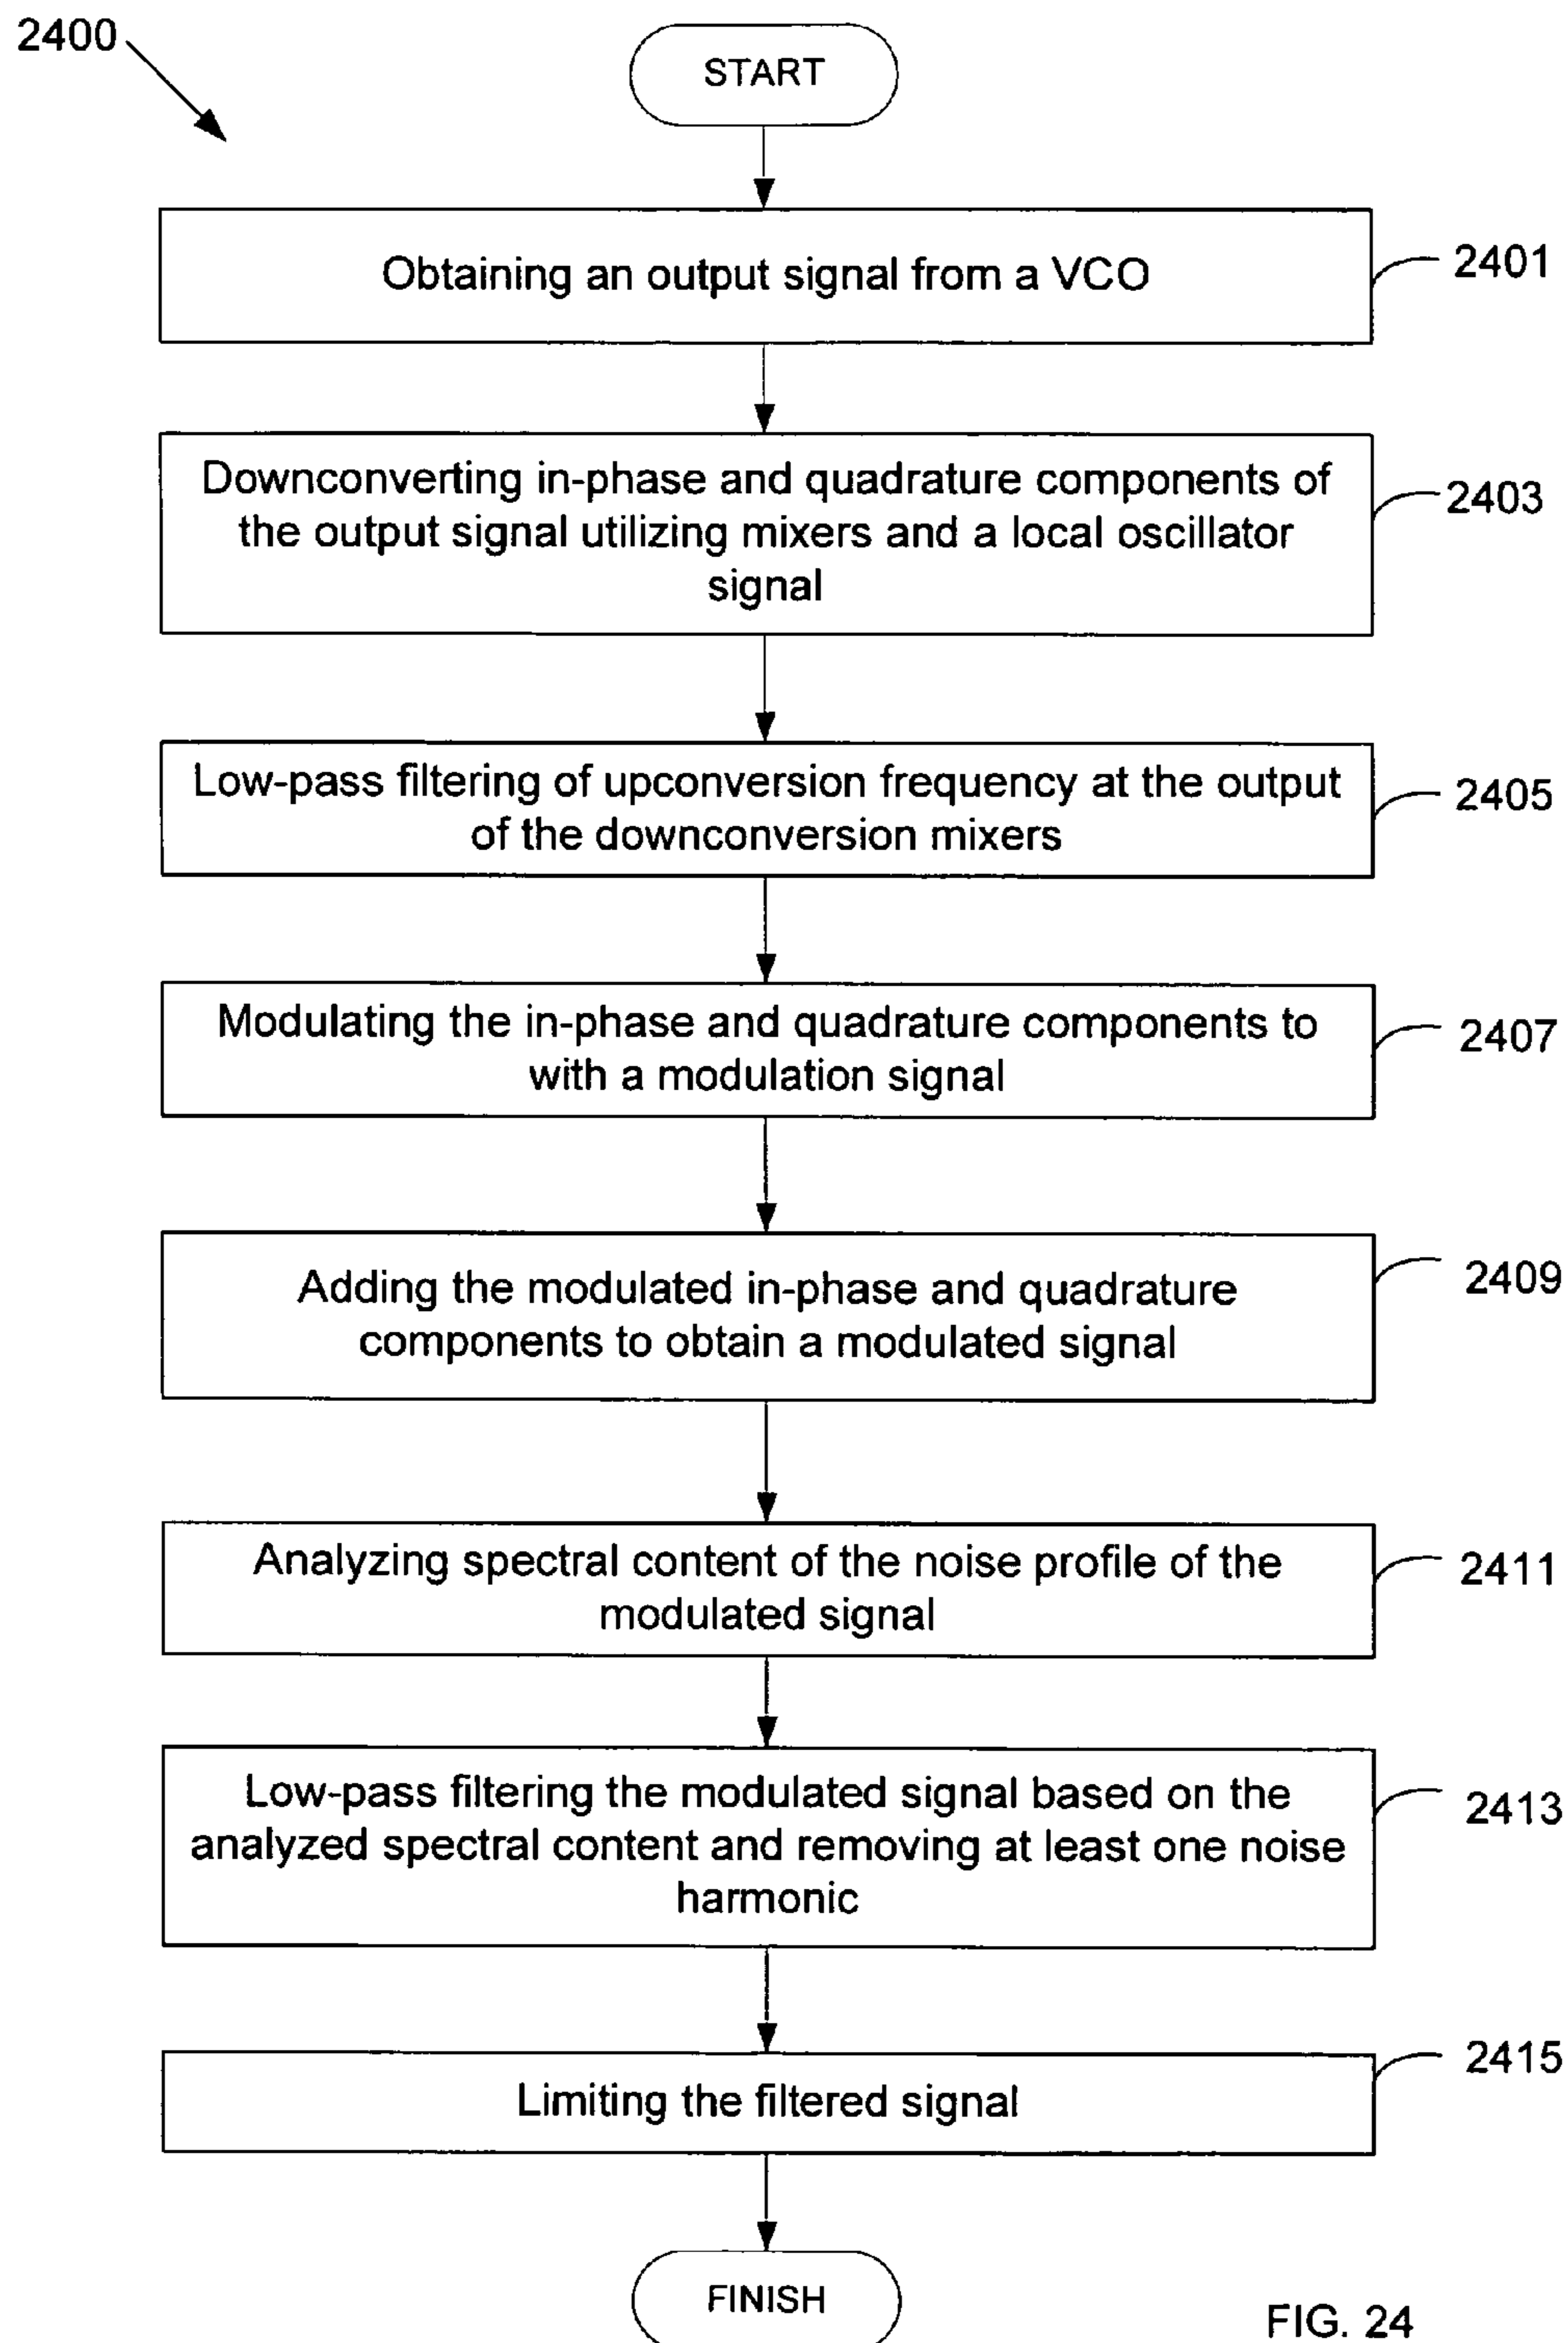 2400
START
Obtaining an output signal from a VCO
2401
Downconverting in-phase and quadrature components of
the output signal utilizing mixers and a local oscillator
signal
2403
Low-pass filtering of upconversion frequency at the output
of the downconversion mixers
2405
Modulating the in-phase and quadrature components to
with a modulation signal
2407
Adding the modulated in-phase and quadrature
components to obtain a modulated signal
2409
Analyzing spectral content of the noise profile of the
modulated signal
2411
Low-pass filtering the modulated signal based on the
analyzed spectral content and removing at least one noise
harmonic
2413
Limiting the filtered signal
2415
FINISH
FIG. 24